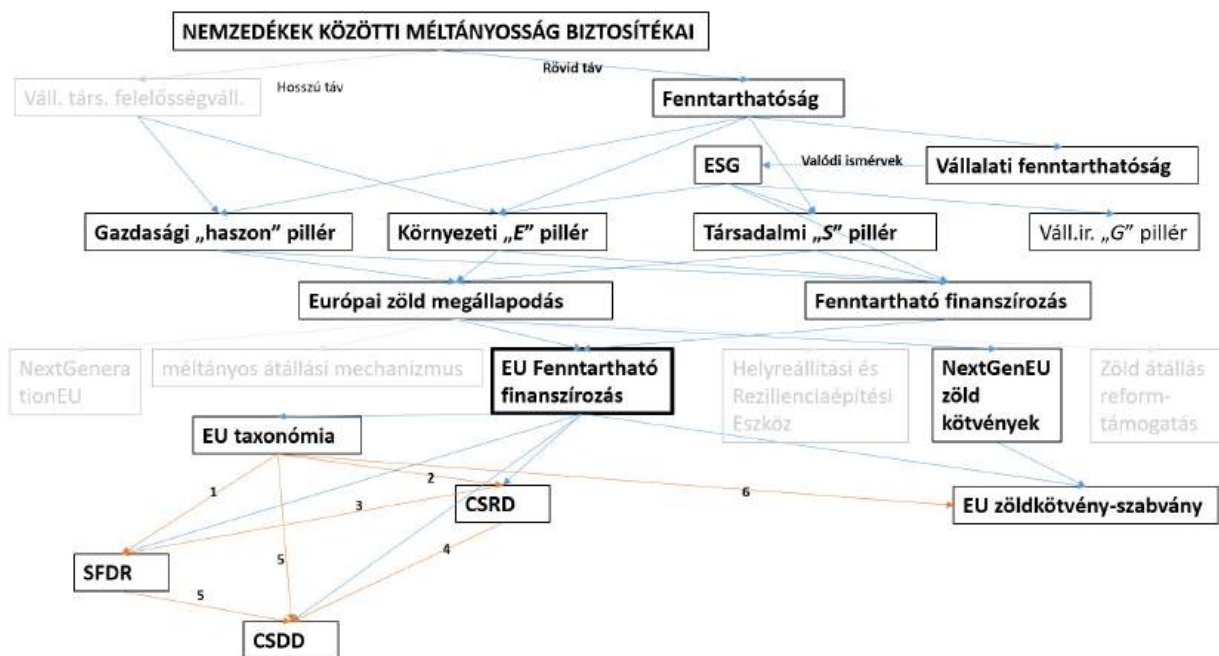 NEMZEDÉKEK KÖZÖTTI MÉLTÁNYOSSÁG BIZTOSÍTÉKAI
Rövid táv
Hosszú táv
Váll. társ. felelősségváll.
Fenntarthatóság
ESG
Valódi ismérvek
Vállalati fenntarthatóság
Gazdasági „haszon” pillér
Környezeti „E” pillér
Társadalmi „S” pillér
Váll.ir. „G” pillér
Európai zöld megállapodás
Fenntartható finanszírozás
NextGenera
tionEU
méltányos átállási mechanizmus
EU Fenntartható
finanszírozás
Helyreállítási és
Rezilienciaépítési
Eszköz
NextGenEU
zöld
kötvények
Zöld átállás
reform-
támogatás
EU taxonómia
1
2
3
6
CSRD
EU zöldkötvény-szabvány
4
5
SFDR
5
CSDD